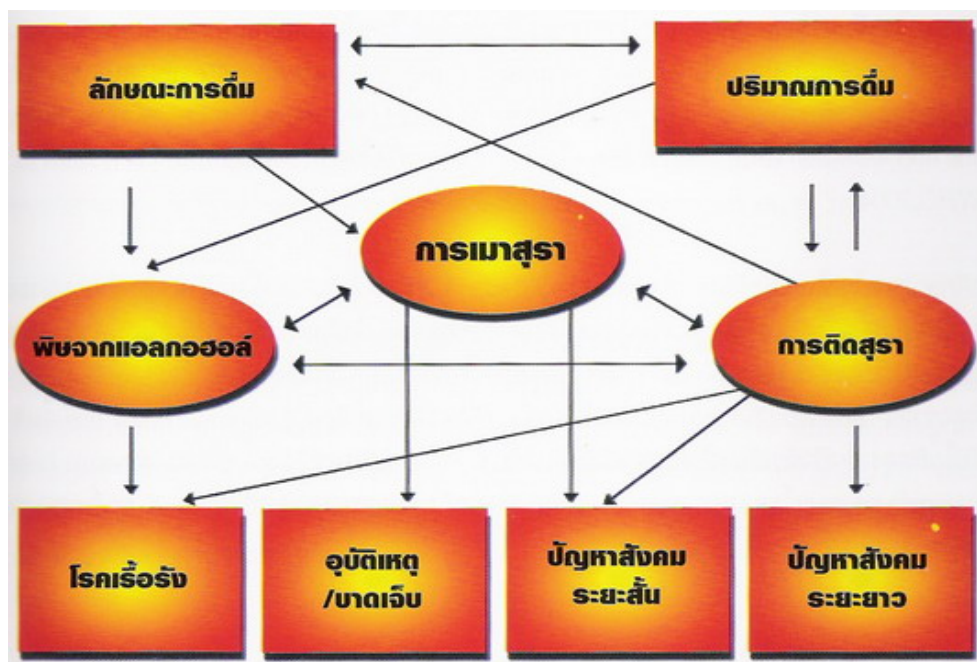 ลักษณะการดื่ม
ปริมาณการดื่ม
การเมาสุรา
พิษจากแอลกอฮอล์
การติดสุรา
โรคเรื้อรัง
อุบัติเหตุ
/บาดเจ็บ
ปัญหาสังคม
ระยะสั้น
ปัญหาสังคม
ระยะยาว